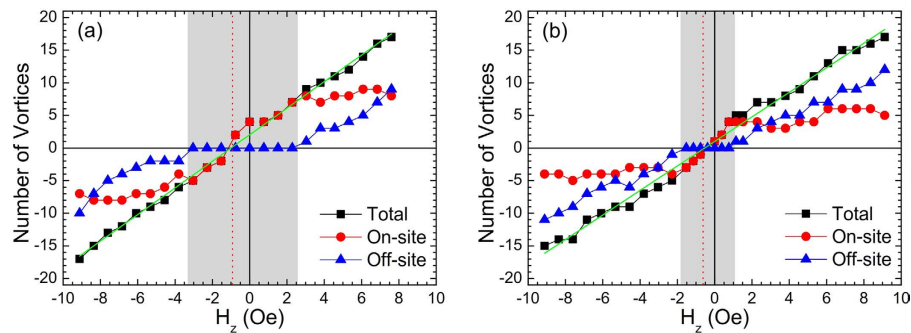 (a)
Number of Vortices
20
15
10
5
0
-5
-10
-15
-20
-10 -8 -6 -4 -2 0 2 4 6 8 10
H_z (Oe)
Total
On-site
Off-site
(b)
Number of Vortices
20
15
10
5
0
-5
-10
-15
-20
-10 -8 -6 -4 -2 0 2 4 6 8 10
H_z (Oe)
Total
On-site
Off-site